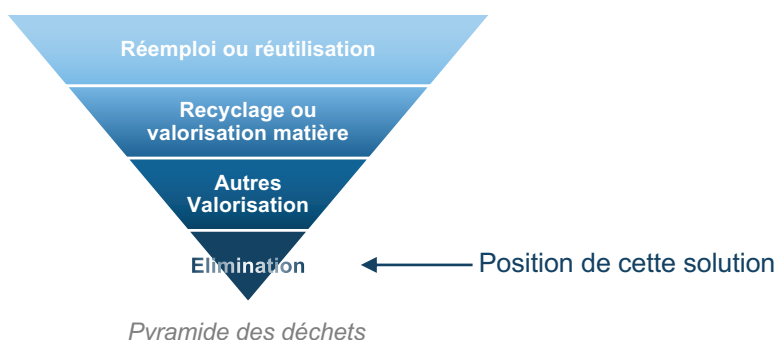 Réemploi ou réutilisation
Recyclage ou
valorisation matière
Autres
Valorisation
Elimination
Position de cette solution
Pyramide des déchets